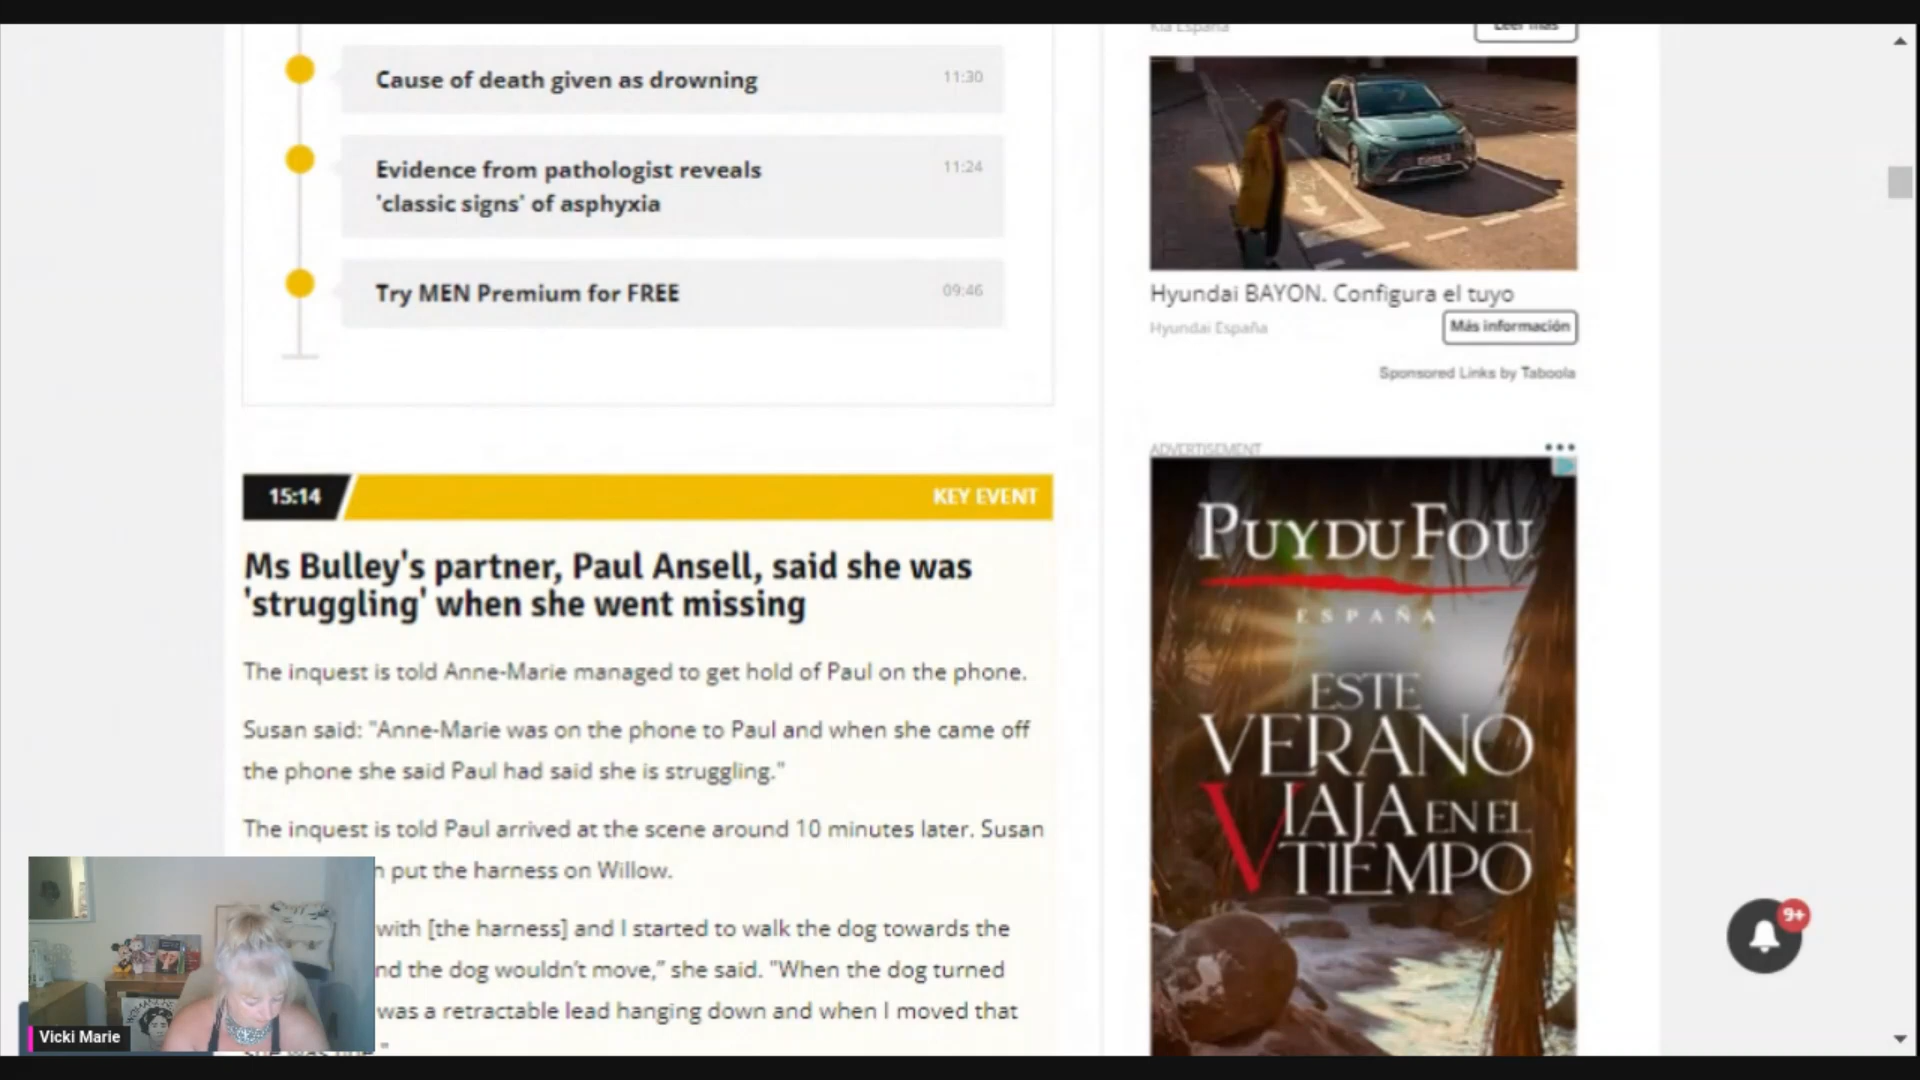 Cause of death given as drowning
11:30
Evidence from pathologist reveals
'classic signs' of asphyxia
11:24
Try MEN Premium for FREE
09:46
15:14
KEY EVENT
Ms Bulley's partner, Paul Ansell, said she was
'struggling' when she went missing
The inquest is told Anne-Marie managed to get hold of Paul on the phone.
Susan said: "Anne-Marie was on the phone to Paul and when she came off
the phone she said Paul had said she is struggling."
The inquest is told Paul arrived at the scene around 10 minutes later. Susan
put the harness on Willow.
with [the harness] and I started to walk the dog towards the
the dog wouldn't move," she said. "When the dog turned
was a retractable lead hanging down and when I moved that
Vicki Marie
Kia España
Leer más
Hyundai BAYON. Configura el tuyo
Hyundai España
Más información
Sponsored Links by Taboola
ADVERTISEMENT
PUY DU FOU
ESPAÑA
ESTE
VERANO
VIAJA EN EL
TIEMPO
9+